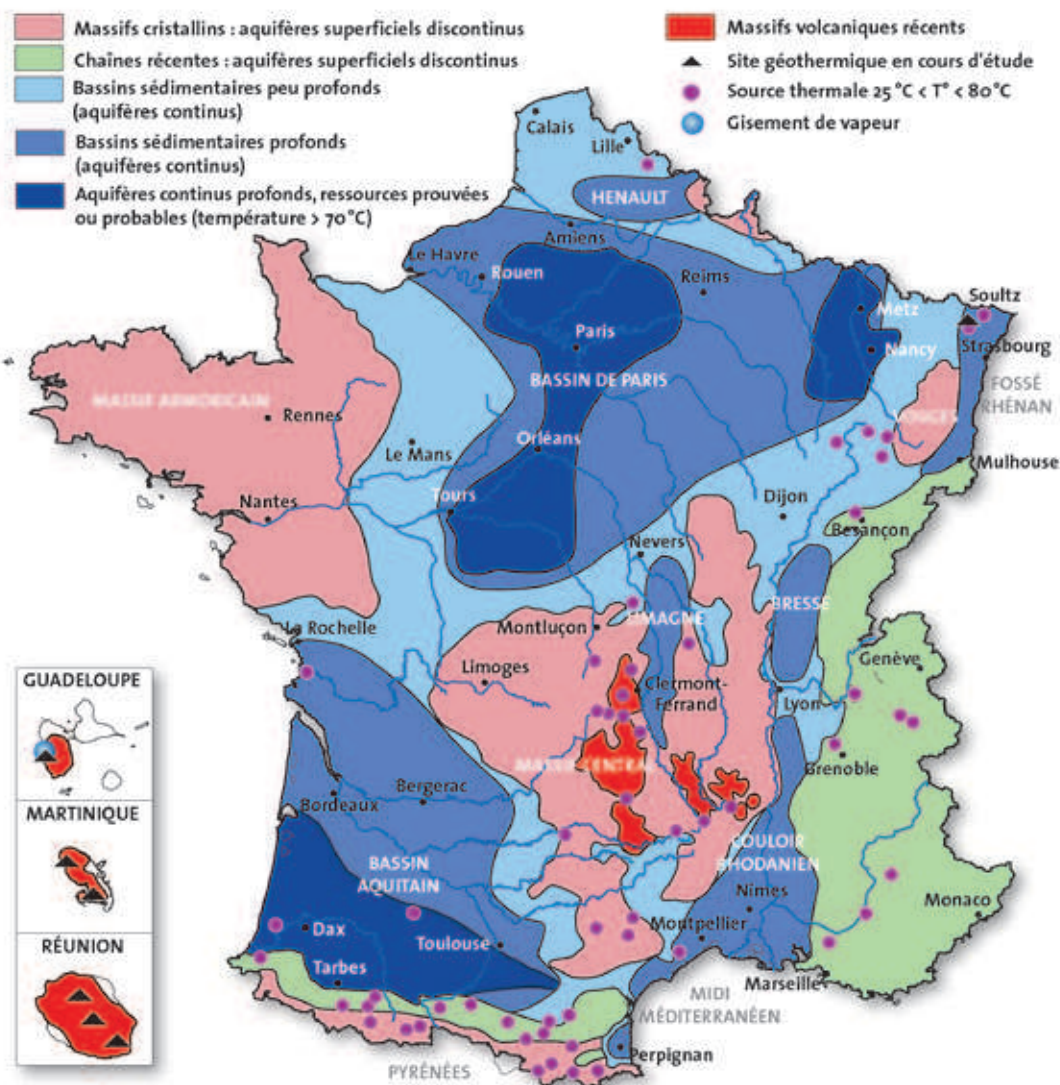 Massifs cristallins : aquifères superficiels discontinus
Chaînes récentes : aquifères superficiels discontinus
Bassins sédimentaires peu profonds
(aquifères continus)
Bassins sédimentaires profonds
(aquifères continus)
Aquifères continus profonds, ressources prouvées
ou probables (température > 70°C)
Massifs volcaniques récents
Site géothermique en cours d'étude
Source thermale 25 °C < T° < 80°C
Gisement de vapeur
Calais
Lille
HENAULT
Amiens
Le Havre
Rouen
Reims
Metz
Soultz
Paris
Nancy
Strasbourg
BASSIN DE PARIS
FOSSÉ
RHÉNAN
MASSIF ARMORICAIN
Rennes
VOSGES
Orléans
Le Mans
Mulhouse
Nantes
Tours
Dijon
Besançon
Nevers
BRESSE
LIMAGNE
La Rochelle
Montluçon
Limoges
Genève
Clermont-
Ferrand
Lyon
MASSIF CENTRAL
Grenoble
Bordeaux
Bergerac
COULOIR
RHODANIEN
BASSIN
AQUITAIN
Nîmes
Monaco
Dax
Toulouse
Montpellier
Tarbes
Marseille
MIDI
MÉDITERRANÉEN
Perpignan
PYRÉNÉES
GUADELOUPE
MARTINIQUE
RÉUNION